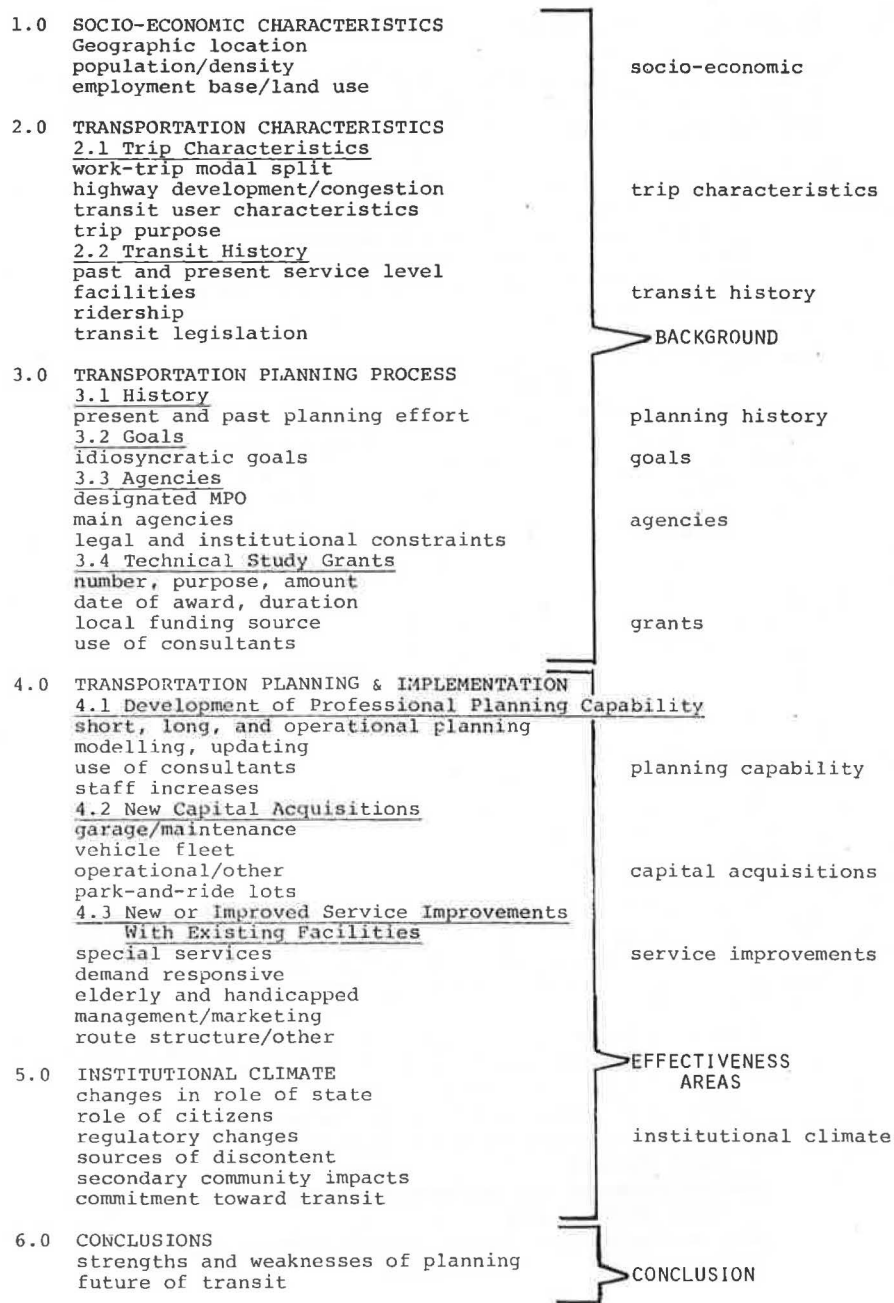 1.0 SOCIO-ECONOMIC CHARACTERISTICS
Geographic location
population/density socio-economic
employment base/land use
2.0 TRANSPORTATION CHARACTERISTICS
2.1 Trip Characteristics
work-trip modal split
highway development/congestion trip characteristics
transit user characteristics
trip purpose
2.2 Transit History
past and present service level
facilities transit history
ridership
transit legislation BACKGROUND
3.0 TRANSPORTATION PLANNING PROCESS
3.1 History
present and past planning effort planning history
3.2 Goals
idiosyncratic goals goals
3.3 Agencies
designated MPO
main agencies agencies
legal and institutional constraints
3.4 Technical Study Grants
number, purpose, amount
date of award, duration
local funding source grants
use of consultants
4.0 TRANSPORTATION PLANNING & IMPLEMENTATION
4.1 Development of Professional Planning Capability
short, long, and operational planning
modelling, updating
use of consultants planning capability
staff increases
4.2 New Capital Acquisitions
garage/maintenance
vehicle fleet
operational/other capital acquisitions
park-and-ride lots
4.3 New or Improved Service Improvements
With Existing Facilities
special services service improvements
demand responsive
elderly and handicapped
management/marketing
route structure/other
EFFECTIVENESS
5.0 INSTITUTIONAL CLIMATE AREAS
changes in role of state
role of citizens
regulatory changes institutional climate
sources of discontent
secondary community impacts
commitment toward transit
6.0 CONCLUSIONS
strengths and weaknesses of planning
future of transit CONCLUSION